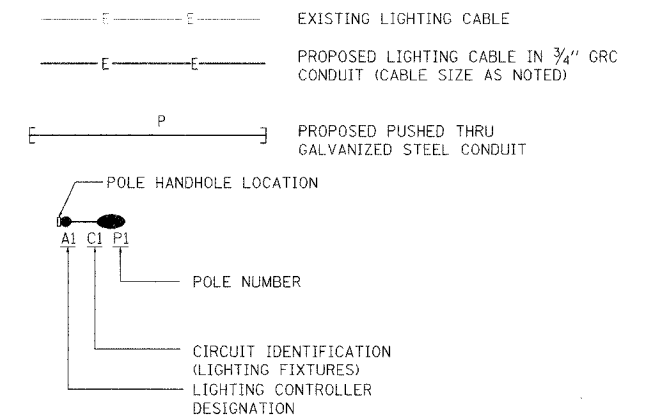 E E EXISTING LIGHTING CABLE
E E PROPOSED LIGHTING CABLE IN 3/4" GRC
CONDUIT (CABLE SIZE AS NOTED)
P
PROPOSED PUSHED THRU
GALVANIZED STEEL CONDUIT
POLE HANDHOLE LOCATION
A1 C1 P1
POLE NUMBER
CIRCUIT IDENTIFICATION
(LIGHTING FIXTURES)
LIGHTING CONTROLLER
DESIGNATION